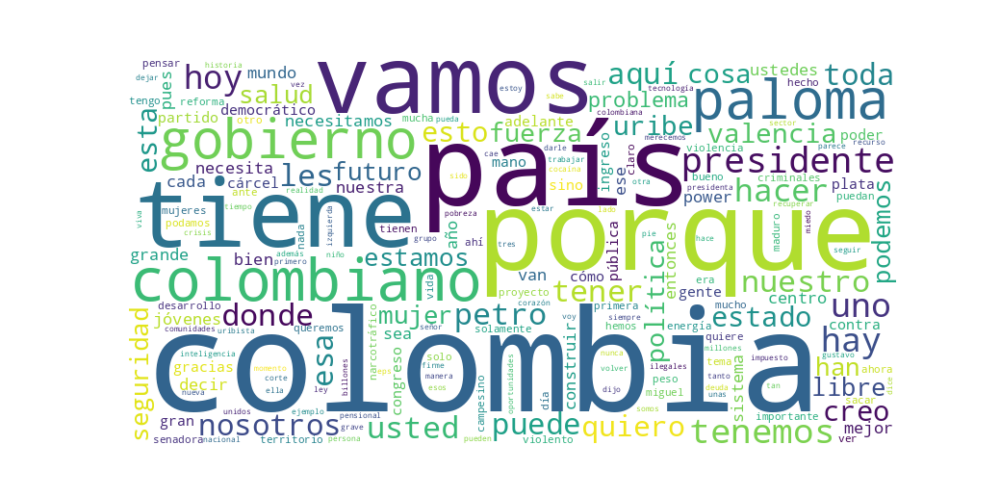 pensar
historia
hoy
mundo
vamos
aquí
cosa
ustedes
toda
dejar
vez
estoy
sabe
salir
tecnología
hecho
tengo
pues
salud
problema
paloma
reforma
democrático
mucha
pueda
colombiana
partido
otro
necesitamos
adelante
uribe
merecemos
valencia
poder
esta
gobierno
esto
fuerza
ingreso
sector
país
cae
darle
violencia
parece
recurso
necesita
les
futuro
mano
trabajar
ese
claro
presidente
cocaína
bueno
cada
cárcel
nuestra
sido
sino
otra
power
criminales
plata
ante
realidad
pobreza
presidenta
hacer
puedan
mujeres
tiempo
tiene
tienen
estar
lado
recuperar
podemos
viva
podamos
nada
izquierda
año
porque
pública
maduro
miedo
crisis
grupo
tres
pie
hace
seguir
grande
bien
además
estamos
ahí
política
entonces
primero
niño
van
cómo
era
colombiano
vida
proyecto
tener
gente
nuestro
corazón
centro
desarrollo
donde
mujer
petro
primera
siempre
mucho
estado
uno
seguridad
jóvenes
esa
queremos
sea
señor
voy
hemos
energía
quiere
contra
comunidades
uribista
narcotráfico
solamente
construir
nunca
millones
hay
colombia
inteligencia
solo
volver
tema
impuesto
gustavo
gracias
momento
corte
firme
eps
ilegales
han
ahora
decir
ella
ley
billones
congreso
manera
oportunidades
dijo
peso
tanto
tan
libre
nueva
esos
día
miguel
deuda
unas
sacar
dice
gran
nosotros
unidos
ejemplo
pensional
usted
campesino
puede
quiero
somos
sistema
importante
creo
mejor
senadora
nacional
territorio
persona
grave
pueden
violento
tenemos
ver